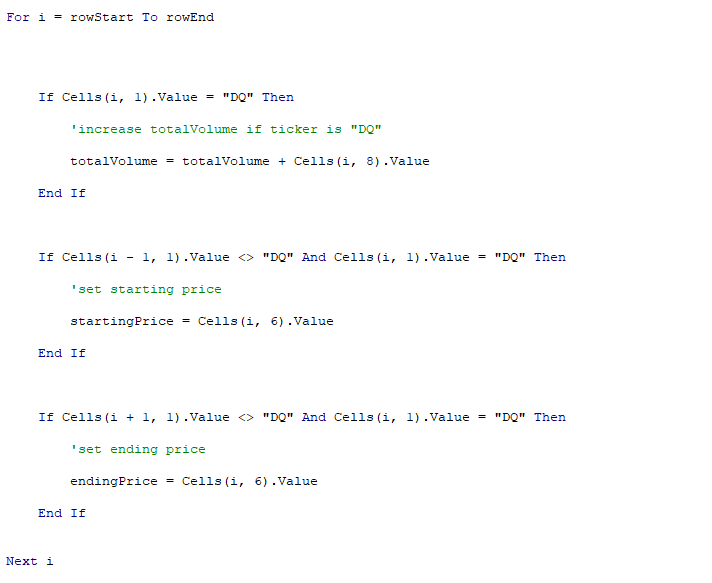 For i = rowStart To rowEnd
If Cells(i, 1).Value = "DQ" Then
'increase totalVolume if ticker is "DQ"
totalVolume = totalVolume + Cells(i, 8).Value
End If
If Cells(i - 1, 1).Value <> "DQ" And Cells(i, 1).Value = "DQ" Then
'set starting price
startingPrice = Cells(i, 6).Value
End If
If Cells(i + 1, 1).Value <> "DQ" And Cells(i, 1).Value = "DQ" Then
'set ending price
endingPrice = Cells(i, 6).Value
End If
Next i